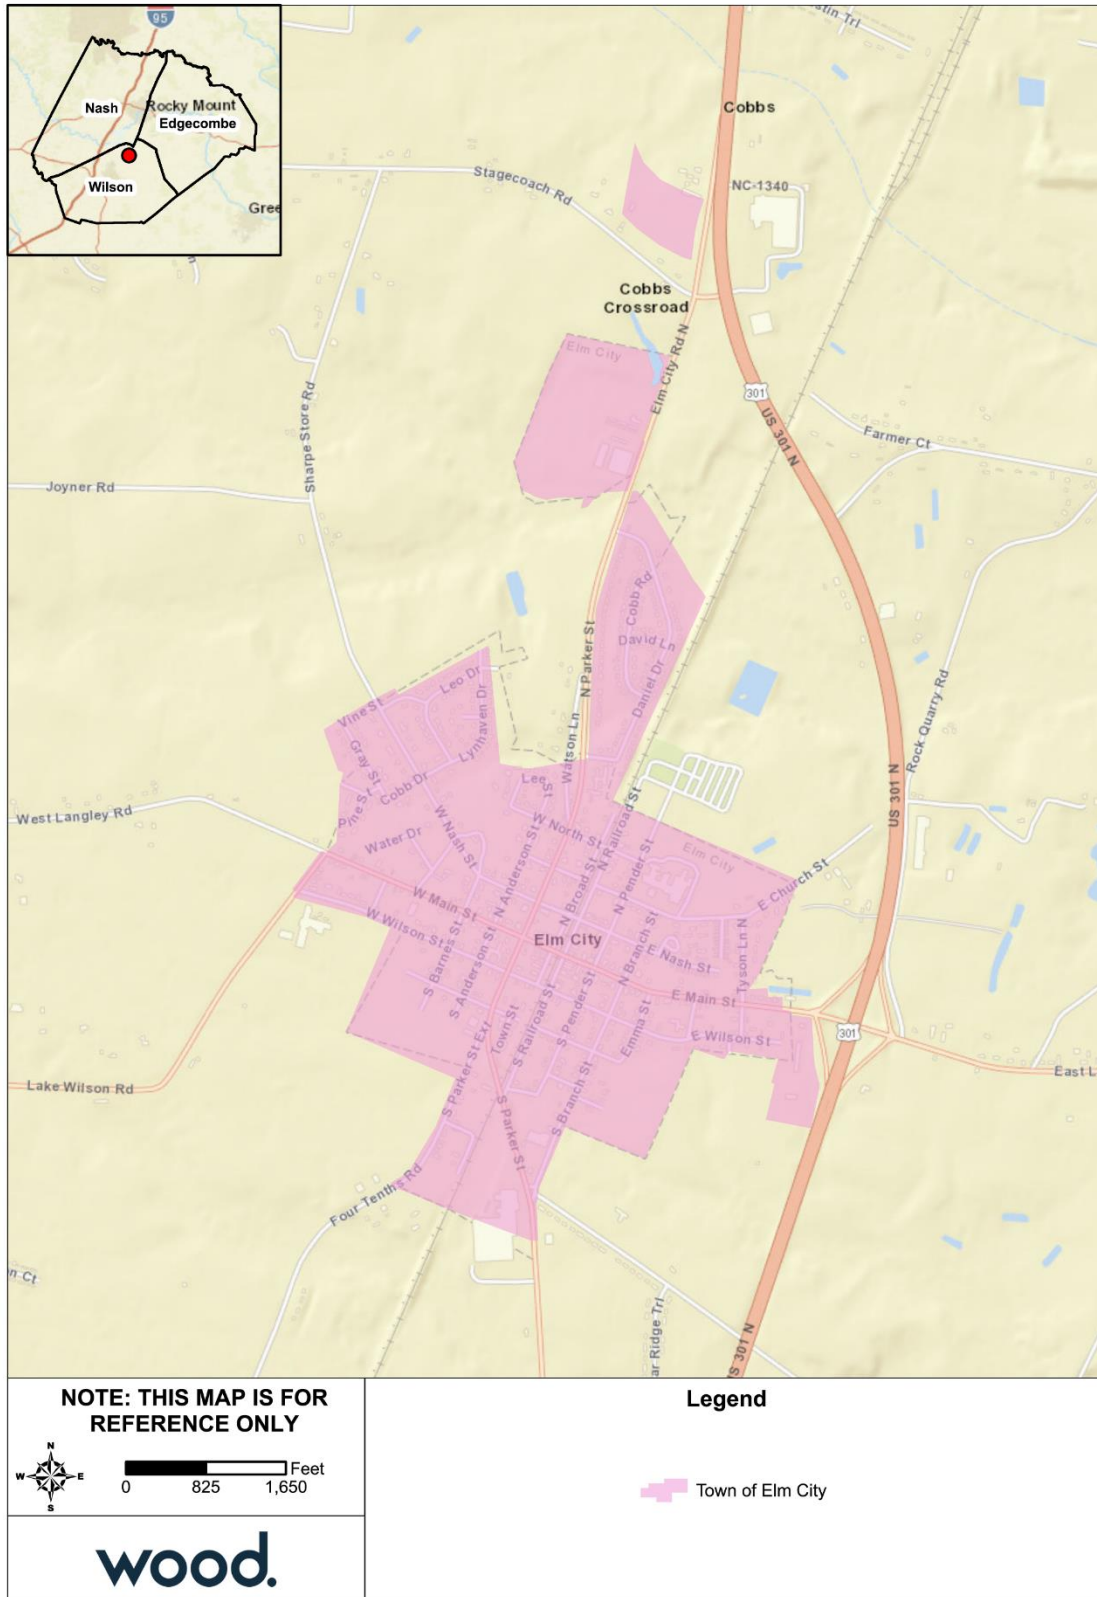 95
Nash
Rocky Mount
Edgecombe
Wilson
Gree
Cobbs
Stagecoach Rd
NC-1340
Cobbs
Crossroad
Elm City
Elm City Rd N
301
US 301 N
Sharpe Store Rd
Farmer Ct
Joyner Rd
Cobb Rd
David Ln
N Parker St
Daniel Dr
Leo Dr
Vine St
Lynhaven Dr
Watson Ln
Gray St
Rock Quarry Rd
Cobb Dr
Lee St
US 301 N
Pine St
West Langley Rd
W North St
N Railroad St
Water Dr
W Nash St
N Anderson St
Elm City
N Broad St
N Pender St
E Church St
W Main St
W Wilson St
S Barnes St
S Anderson St
Elm City
N Branch St
E Nash St
Tyson Ln N
E Main St
S Parker St Ext
Town St
S Railroad St
S Pender St
Emma St
E Wilson St
301
East L
Lake Wilson Rd
S Branch St
S Parker St
Four Tenths Rd
n Ct
ar Ridge Trl
US 301 N
NOTE: THIS MAP IS FOR
REFERENCE ONLY
N
W E
S
Feet
0 825 1,650
wood.
Legend
Town of Elm City